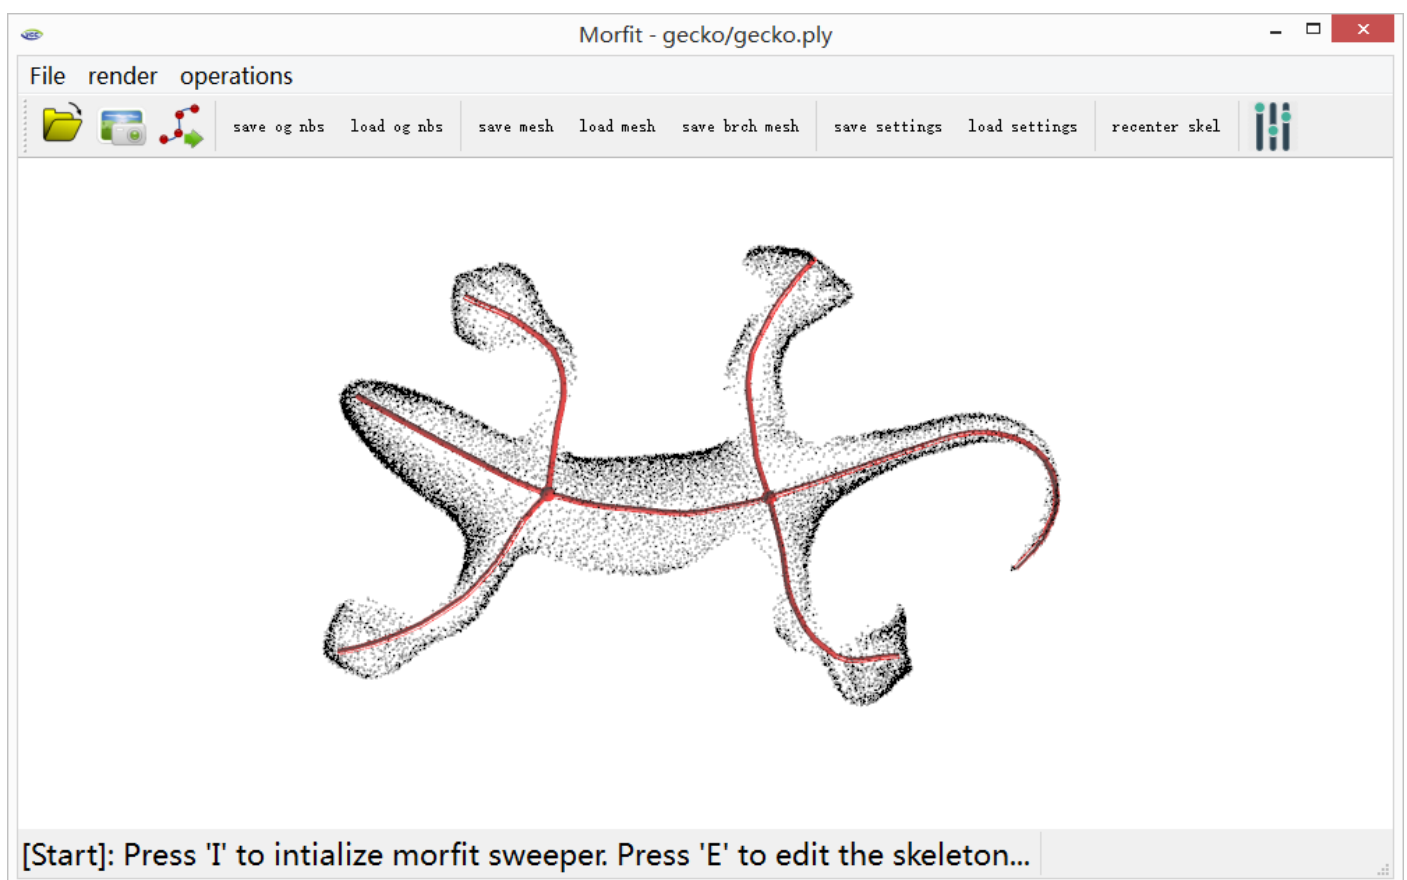 Morfit - gecko/gecko.ply
File render operations
save og nbs load og nbs save mesh load mesh save brch mesh save settings load settings recenter skel
[Start]: Press 'I' to intialize morfit sweeper. Press 'E' to edit the skeleton...